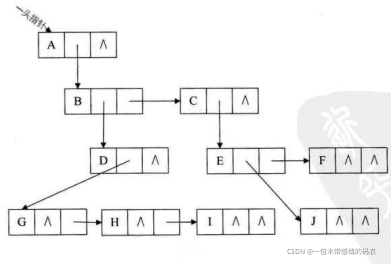 头指针
A ∧
B C ∧
D ∧ E F ∧ ∧
G ∧ H ∧ I ∧ ∧ J ∧ ∧
CSDN @一位木带感情的码农